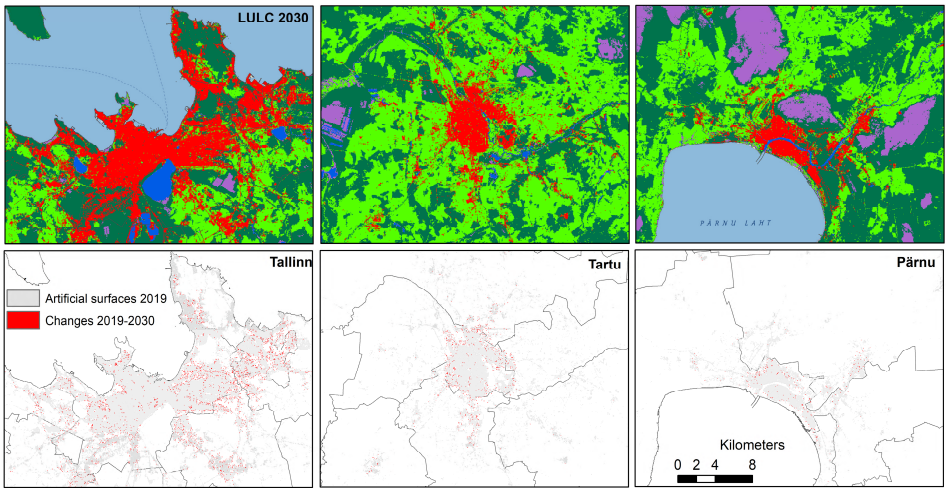 LULC 2030
PÄRNU LAHT
Tallinn
Tartu
Pärnu
Artificial surfaces 2019
Changes 2019-2030
Kilometers
0 2 4 8